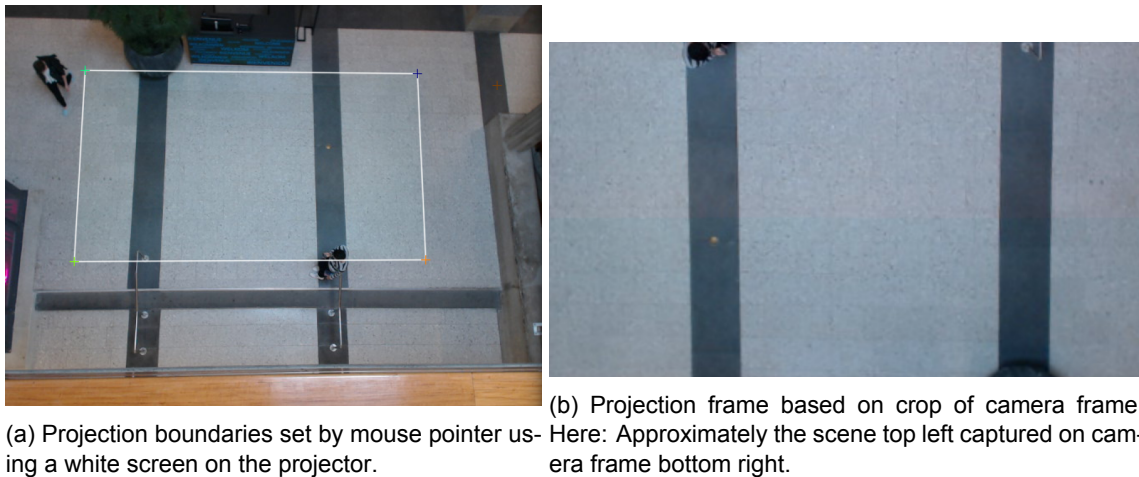 (a) Projection boundaries set by mouse pointer us-
ing a white screen on the projector.
(b) Projection frame based on crop of camera frame
Here: Approximately the scene top left captured on cam-
era frame bottom right.